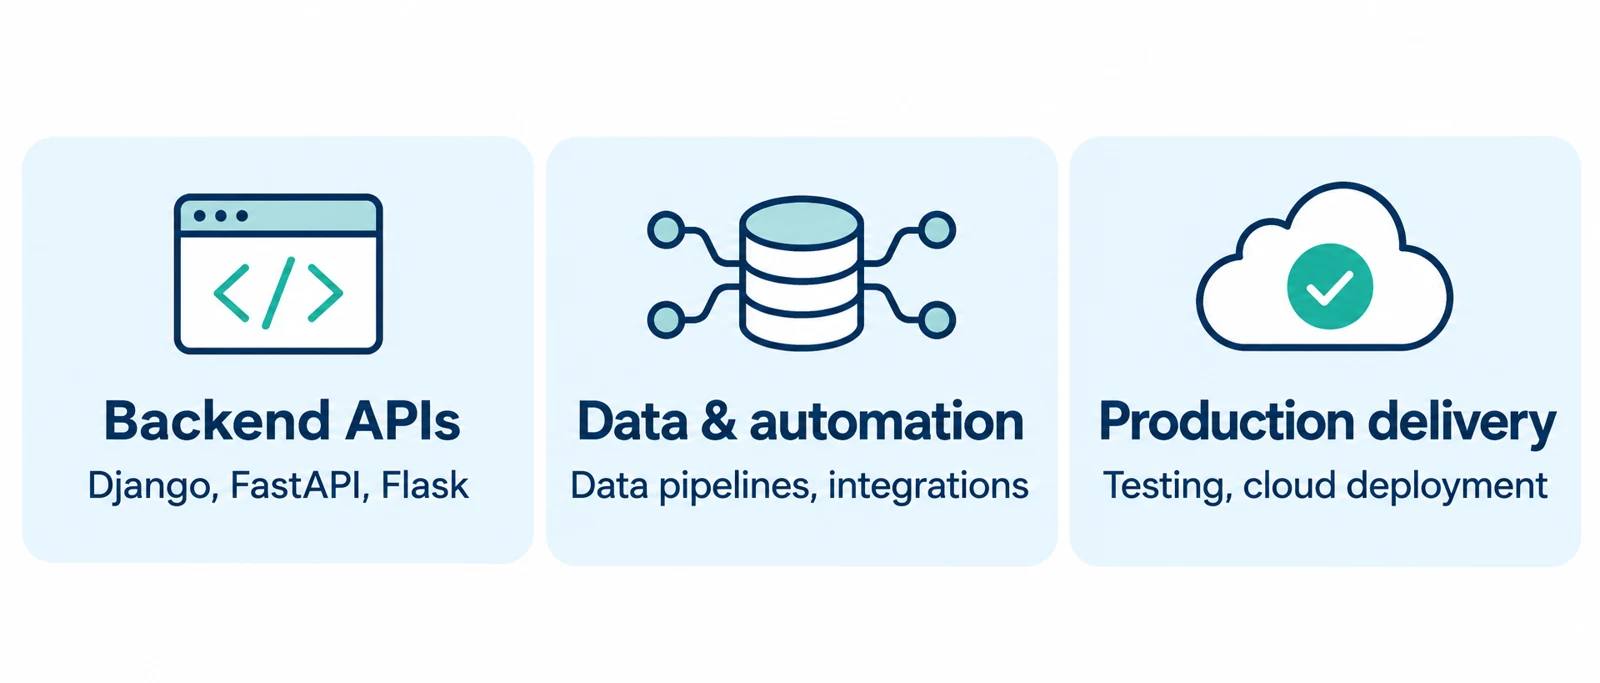 Backend APIs
Django, FastAPI, Flask
Data & automation
Data pipelines, integrations
Production delivery
Testing, cloud deployment